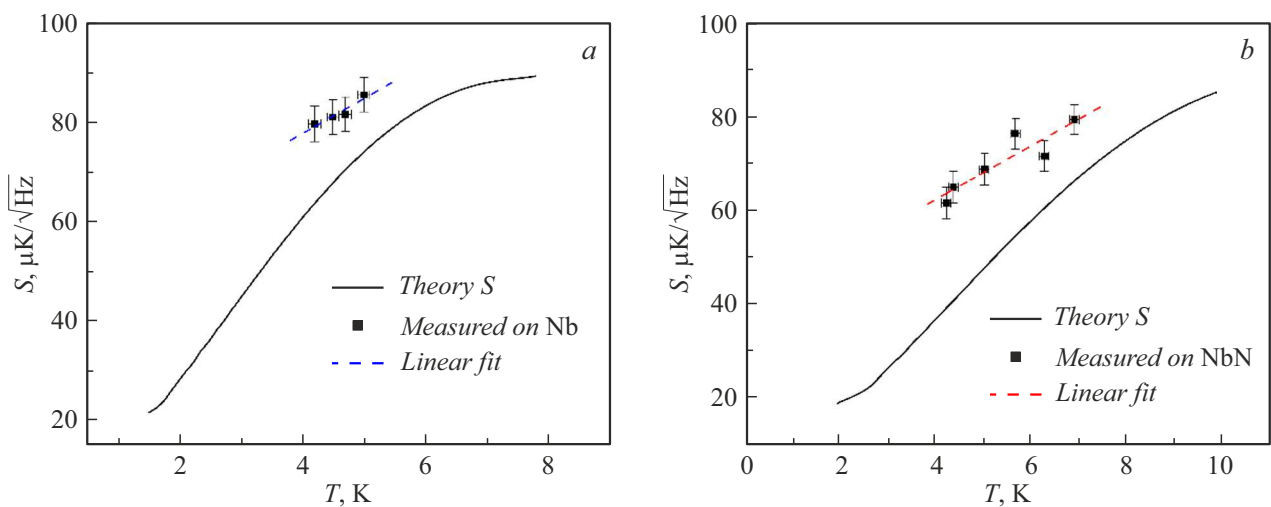 100
80
60
40
20
S, μK/√Hz
a
Theory S
Measured on Nb
Linear fit
2
4
6
8
T, K
100
80
60
40
20
S, μK/√Hz
b
Theory S
Measured on NbN
Linear fit
0
2
4
6
8
10
T, K